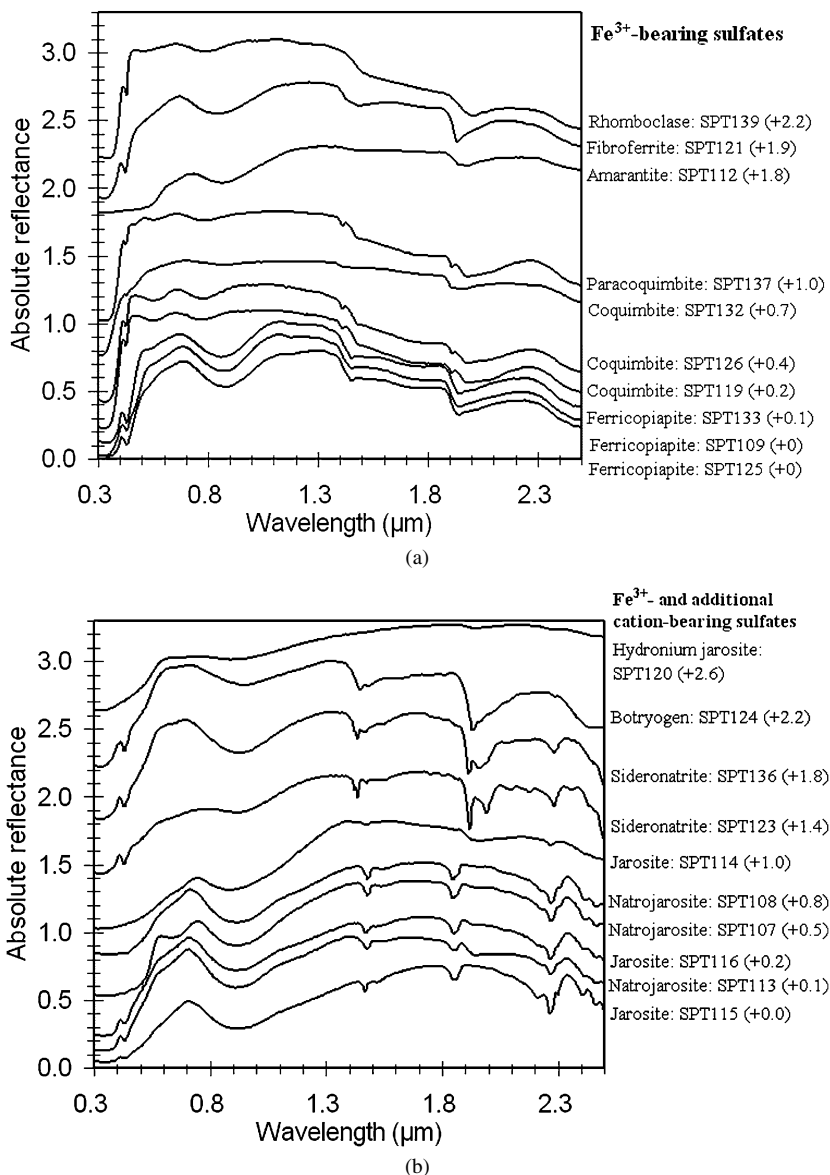 Fe³⁺-bearing sulfates
3.0
2.5
2.0
1.5
1.0
0.5
0.0
Absolute reflectance
Rhomboclase: SPT139 (+2.2)
Fibroferrite: SPT121 (+1.9)
Amarantite: SPT112 (+1.8)
Paracoquimbite: SPT137 (+1.0)
Coquimbite: SPT132 (+0.7)
Coquimbite: SPT126 (+0.4)
Coquimbite: SPT119 (+0.2)
Ferricopiapite: SPT133 (+0.1)
Ferricopiapite: SPT109 (+0)
Ferricopiapite: SPT125 (+0)
0.3 0.8 1.3 1.8 2.3
Wavelength (µm)
(a)
Fe³⁺- and additional
cation-bearing sulfates
3.0
2.5
2.0
1.5
1.0
0.5
0.0
Absolute reflectance
Hydronium jarosite:
SPT120 (+2.6)
Botryogen: SPT124 (+2.2)
Sideronatrite: SPT136 (+1.8)
Sideronatrite: SPT123 (+1.4)
Jarosite: SPT114 (+1.0)
Natrojarosite: SPT108 (+0.8)
Natrojarosite: SPT107 (+0.5)
Jarosite: SPT116 (+0.2)
Natrojarosite: SPT113 (+0.1)
Jarosite: SPT115 (+0.0)
0.3 0.8 1.3 1.8 2.3
Wavelength (µm)
(b)